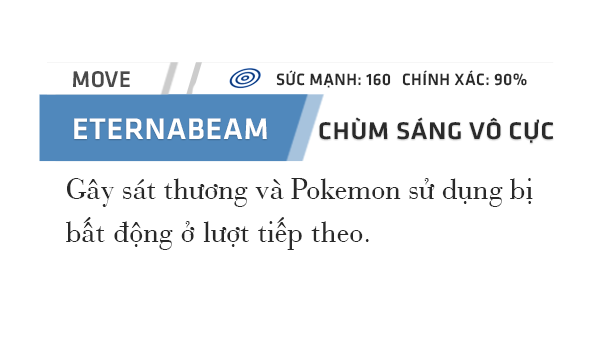 MOVE SỨC MẠNH: 160 CHÍNH XÁC: 90%
ETERNABEAM CHÙM SÁNG VÔ CỰC
Gây sát thương và Pokemon sử dụng bị
bất động ở lượt tiếp theo.